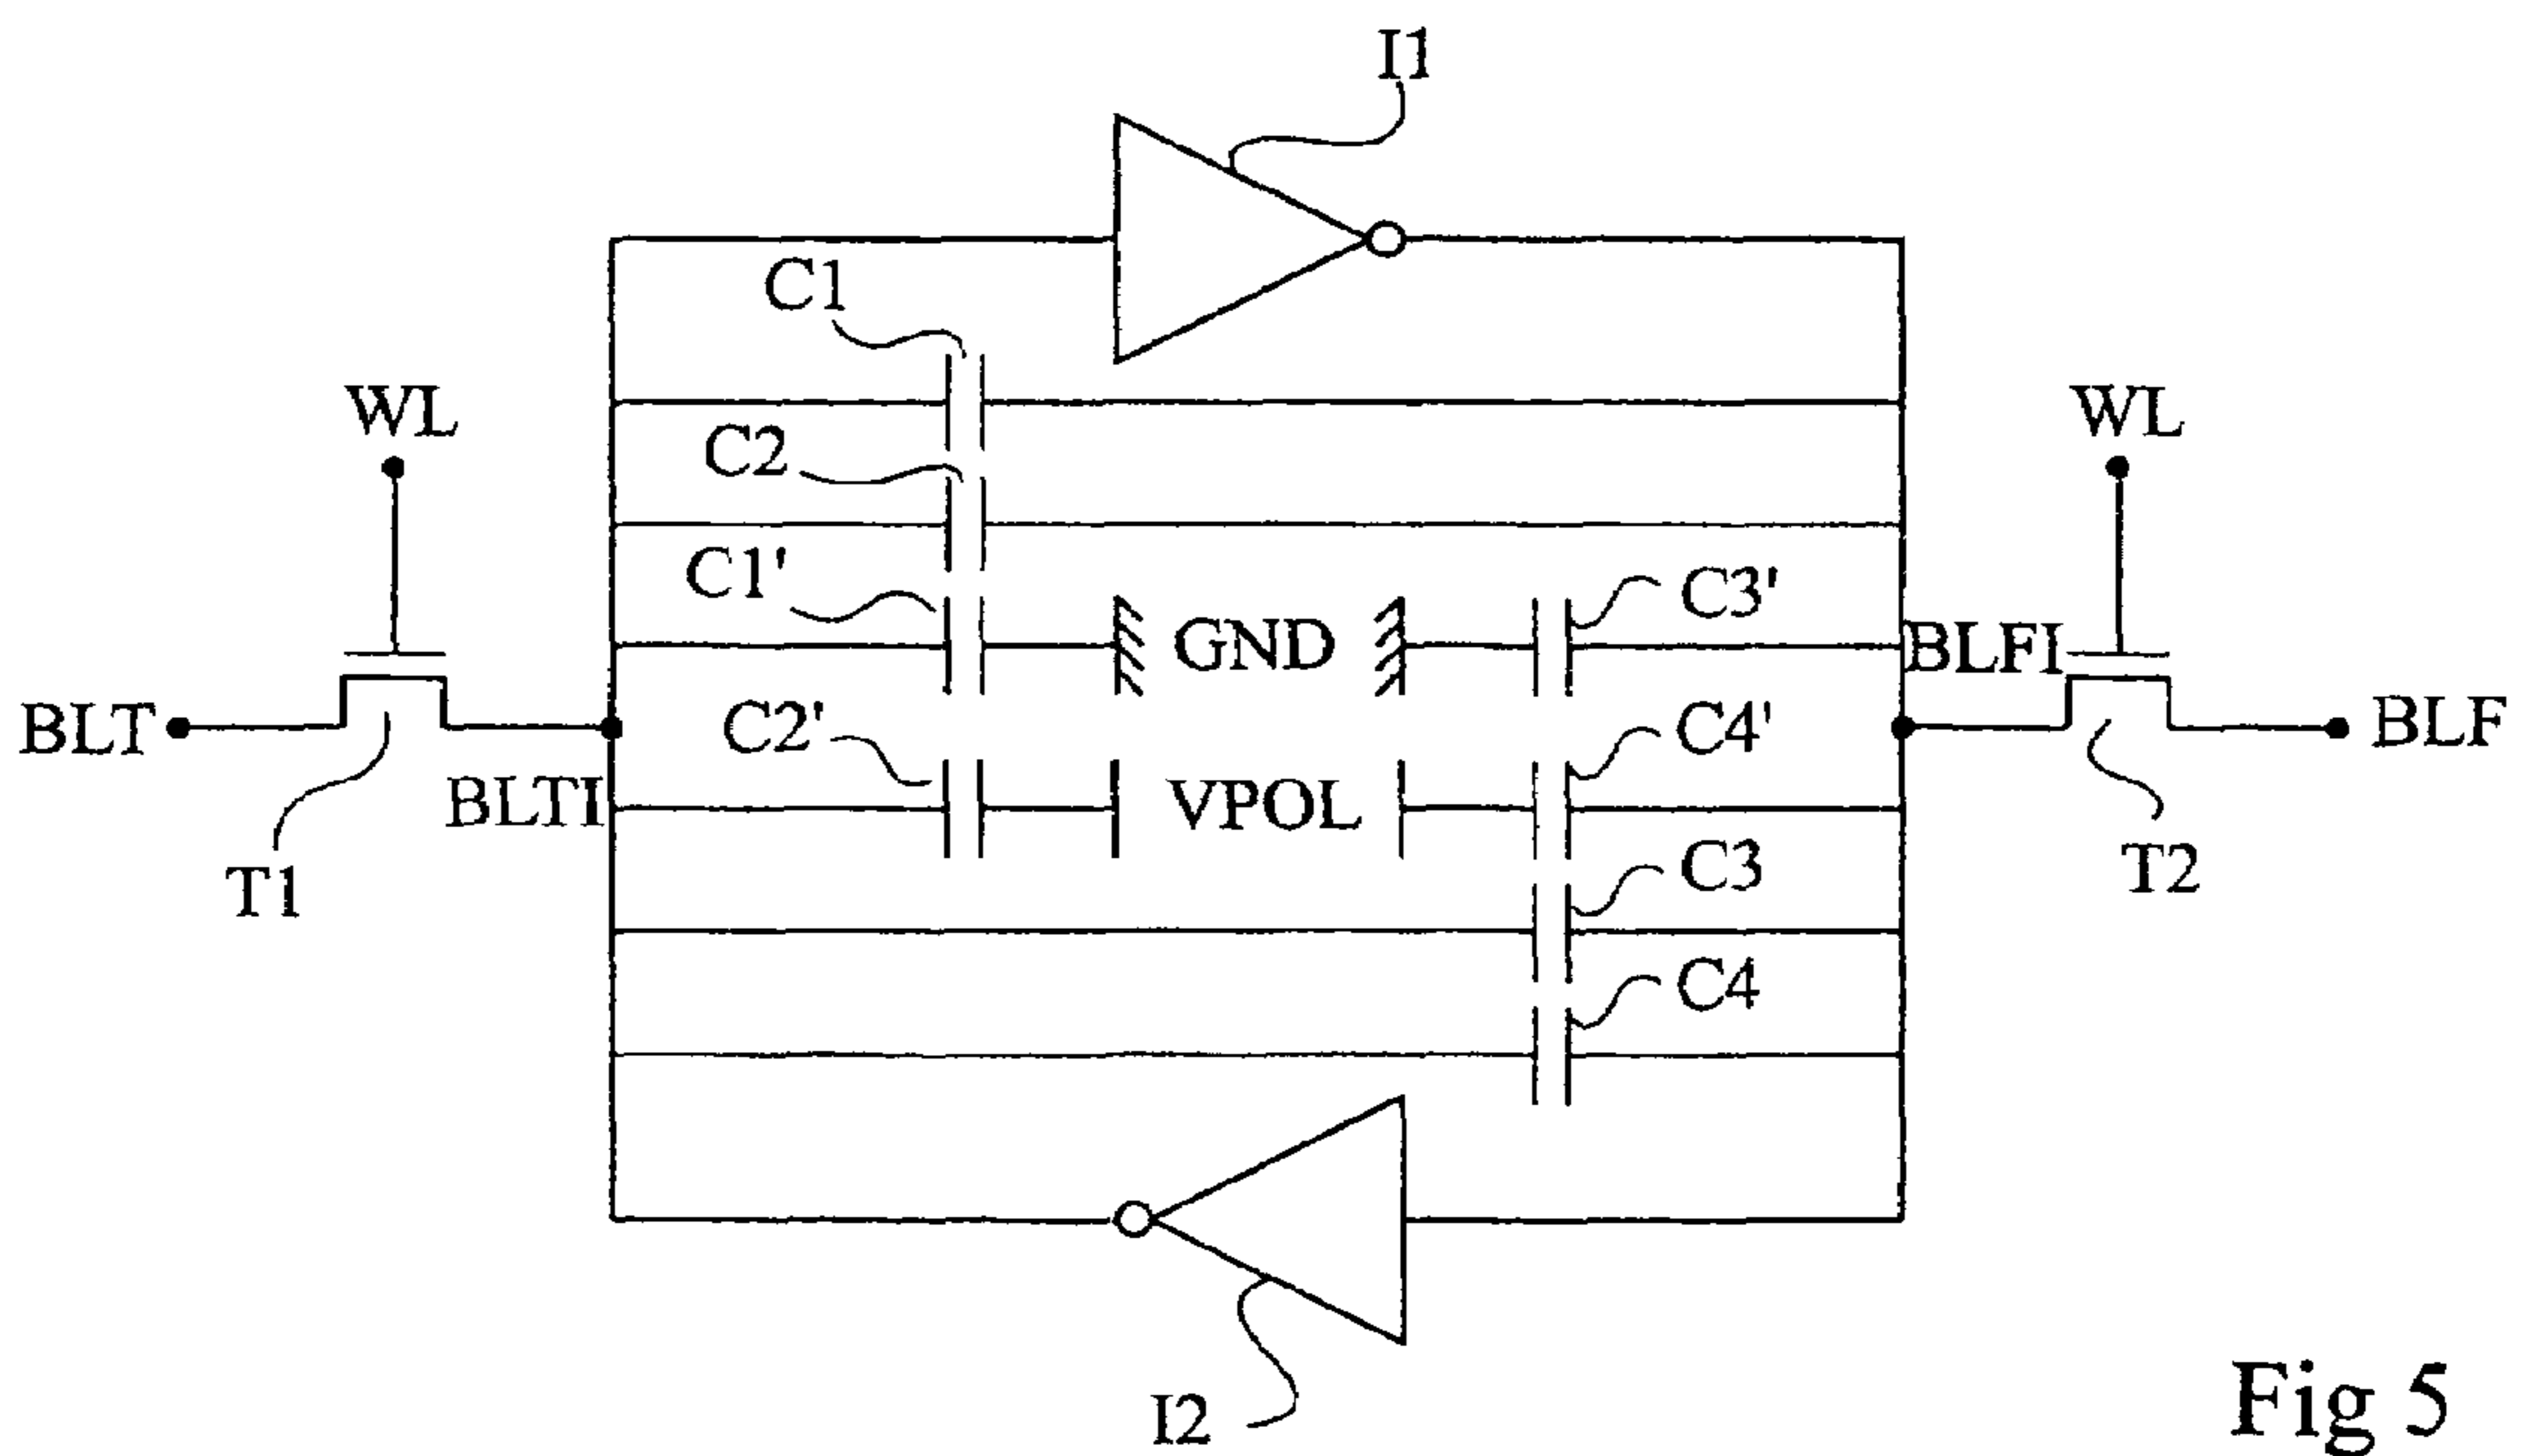 I1
C1
WL
WL
C2
C1'
C3'
GND
BLFI
BLT
C2'
C4'
BLF
BLTI
VPOL
C3
T1
T2
C4
I2
Fig 5